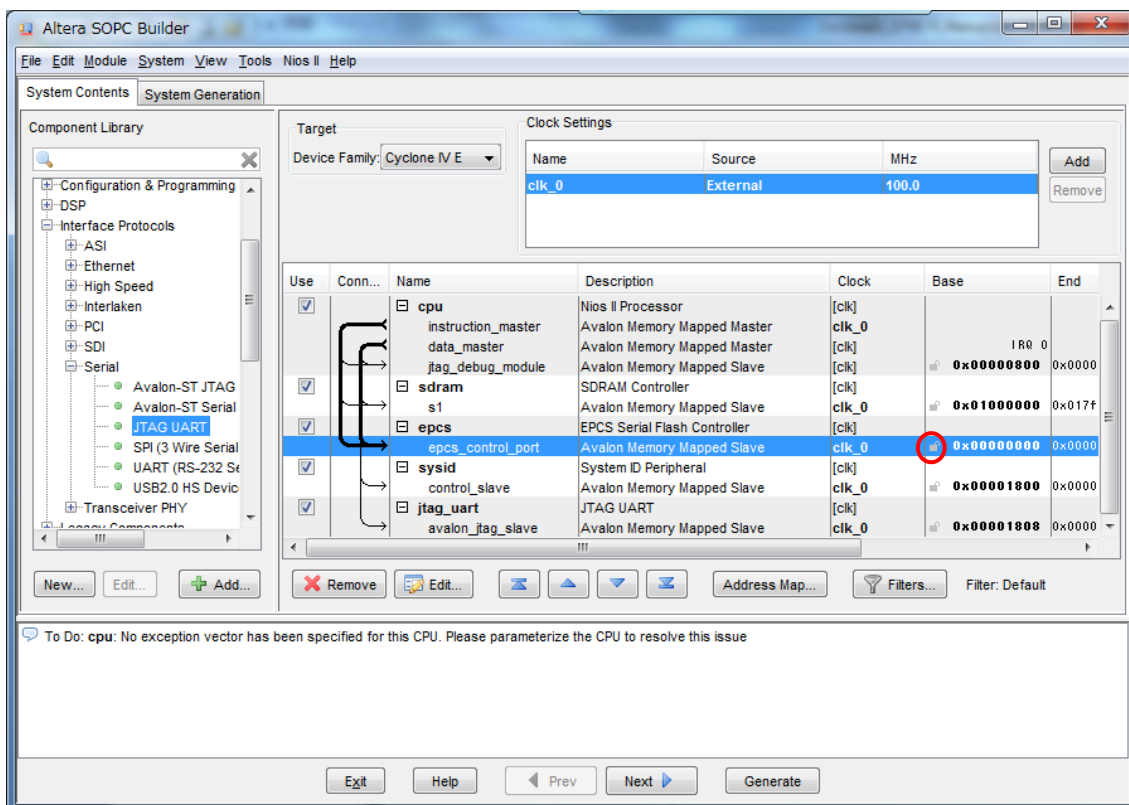 Altera SOPC Builder
File Edit Module System View Tools Nios II Help
System Contents System Generation
Component Library
Configuration & Programming
DSP
Interface Protocols
ASI
Ethernet
High Speed
Interlaken
PCI
SDI
Serial
Avalon-ST JTAG
Avalon-ST Serial
JTAG UART
SPI (3 Wire Serial
UART (RS-232 Se
USB2.0 HS Devic
Transceiver PHY
Legacy Components
New... Edit... Add...
Target
Device Family: Cyclone IV E
Clock Settings
Name Source MHz
clk_0 External 100.0
Add
Remove
Use Conn... Name Description Clock Base End
cpu Nios II Processor [clk]
instruction_master Avalon Memory Mapped Master clk_0
data_master Avalon Memory Mapped Master [clk] IRQ 0
jtag_debug_module Avalon Memory Mapped Slave [clk] 0x00000800 0x0000
sdram SDRAM Controller [clk]
s1 Avalon Memory Mapped Slave clk_0 0x01000000 0x017f
epcs EPCS Serial Flash Controller [clk]
epcs_control_port Avalon Memory Mapped Slave clk_0 0x00000000 0x0000
sysid System ID Peripheral [clk]
control_slave Avalon Memory Mapped Slave clk_0 0x00001800 0x0000
jtag_uart JTAG UART [clk]
avalon_jtag_slave Avalon Memory Mapped Slave clk_0 0x00001808 0x0000
Remove Edit... Address Map... Filters... Filter: Default
To Do: cpu: No exception vector has been specified for this CPU. Please parameterize the CPU to resolve this issue
Exit Help Prev Next Generate